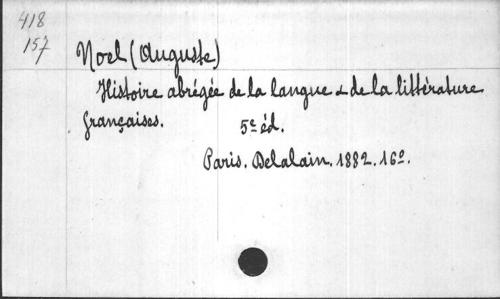 418
157
Noel (Auguste)
Histoire abrégée de la langue & de la littérature
françaises. 5e éd.
Paris. Delalain. 1882. 16º.